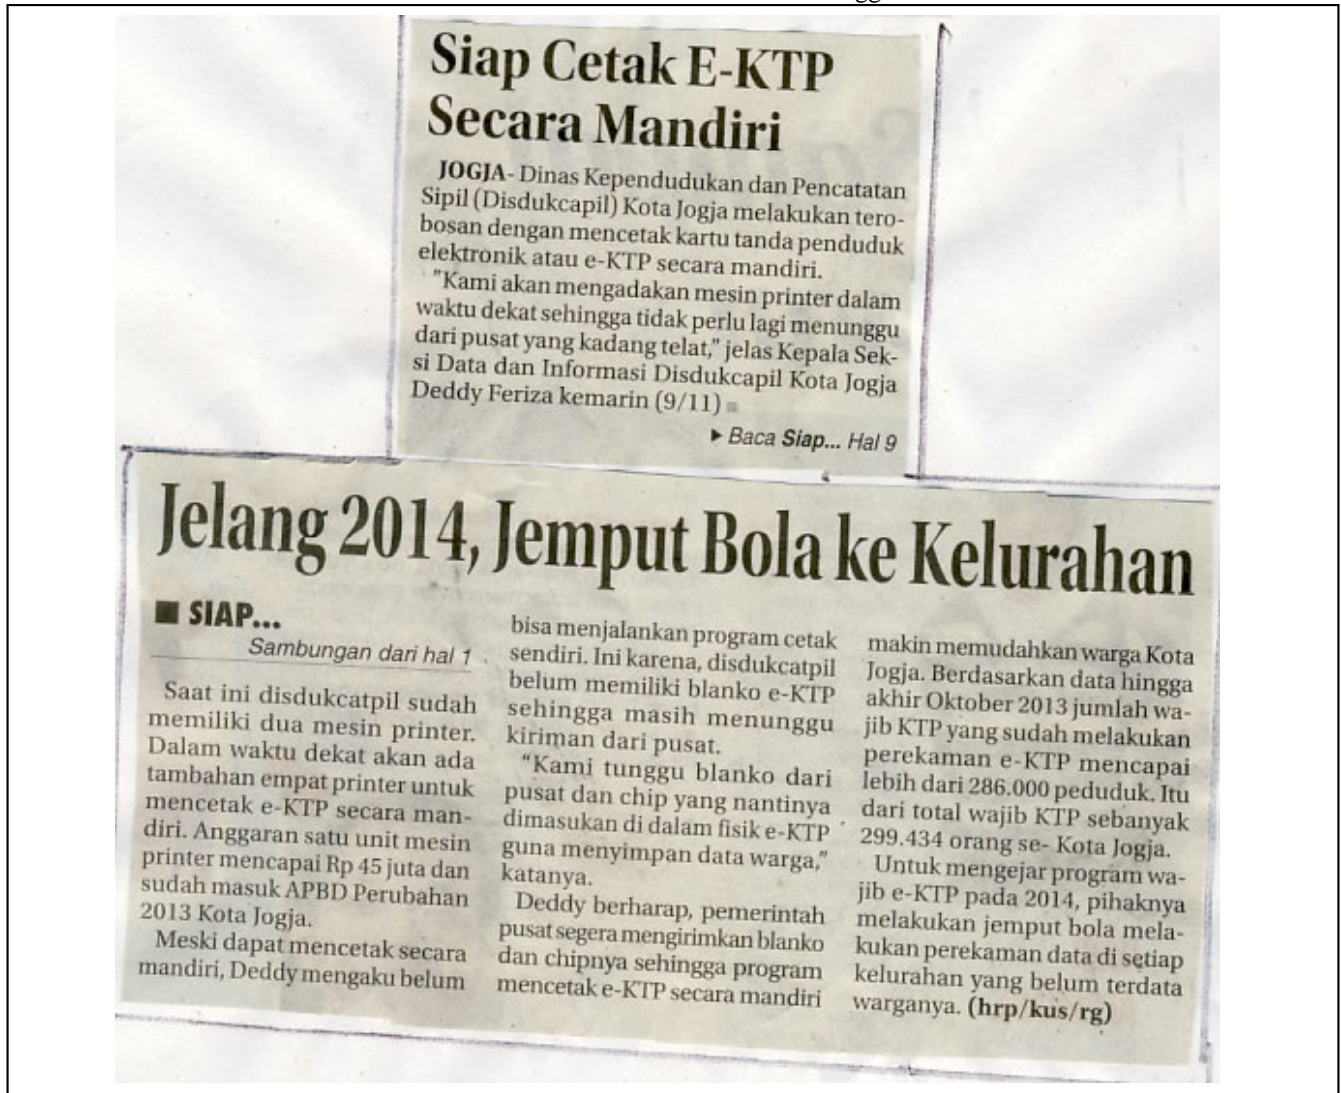 Siap Cetak E-KTP
Secara Mandiri
JOGJA- Dinas Kependudukan dan Pencatatan
Sipil (Disdukcapil) Kota Jogja melakukan tero-
bosan dengan mencetak kartu tanda penduduk
elektronik atau e-KTP secara mandiri.
"Kami akan mengadakan mesin printer dalam
waktu dekat sehingga tidak perlu lagi menunggu
dari pusat yang kadang telat," jelas Kepala Sek-
si Data dan Informasi Disdukcapil Kota Jogja
Deddy Feriza kemarin (9/11) ■
▶ Baca Siap... Hal 9
Jelang 2014, Jemput Bola ke Kelurahan
■ SIAP...
Sambungan dari hal 1
Saat ini disdukcatpil sudah
memiliki dua mesin printer.
Dalam waktu dekat akan ada
tambahan empat printer untuk
mencetak e-KTP secara man-
diri. Anggaran satu unit mesin
printer mencapai Rp 45 juta dan
sudah masuk APBD Perubahan
2013 Kota Jogja.
Meski dapat mencetak secara
mandiri, Deddy mengaku belum
bisa menjalankan program cetak
sendiri. Ini karena, disdukcatpil
belum memiliki blanko e-KTP
sehingga masih menunggu
kiriman dari pusat.
"Kami tunggu blanko dari
pusat dan chip yang nantinya
dimasukan di dalam fisik e-KTP
guna menyimpan data warga,"
katanya.
Deddy berharap, pemerintah
pusat segera mengirimkan blanko
dan chipnya sehingga program
mencetak e-KTP secara mandiri
makin memudahkan warga Kota
Jogja. Berdasarkan data hingga
akhir Oktober 2013 jumlah wa-
jib KTP yang sudah melakukan
perekaman e-KTP mencapai
lebih dari 286.000 peduduk. Itu
dari total wajib KTP sebanyak
299.434 orang se- Kota Jogja.
Untuk mengejar program wa-
jib e-KTP pada 2014, pihaknya
melakukan jemput bola mela-
kukan perekaman data di setiap
kelurahan yang belum terdata
warganya. (hrp/kus/rg)